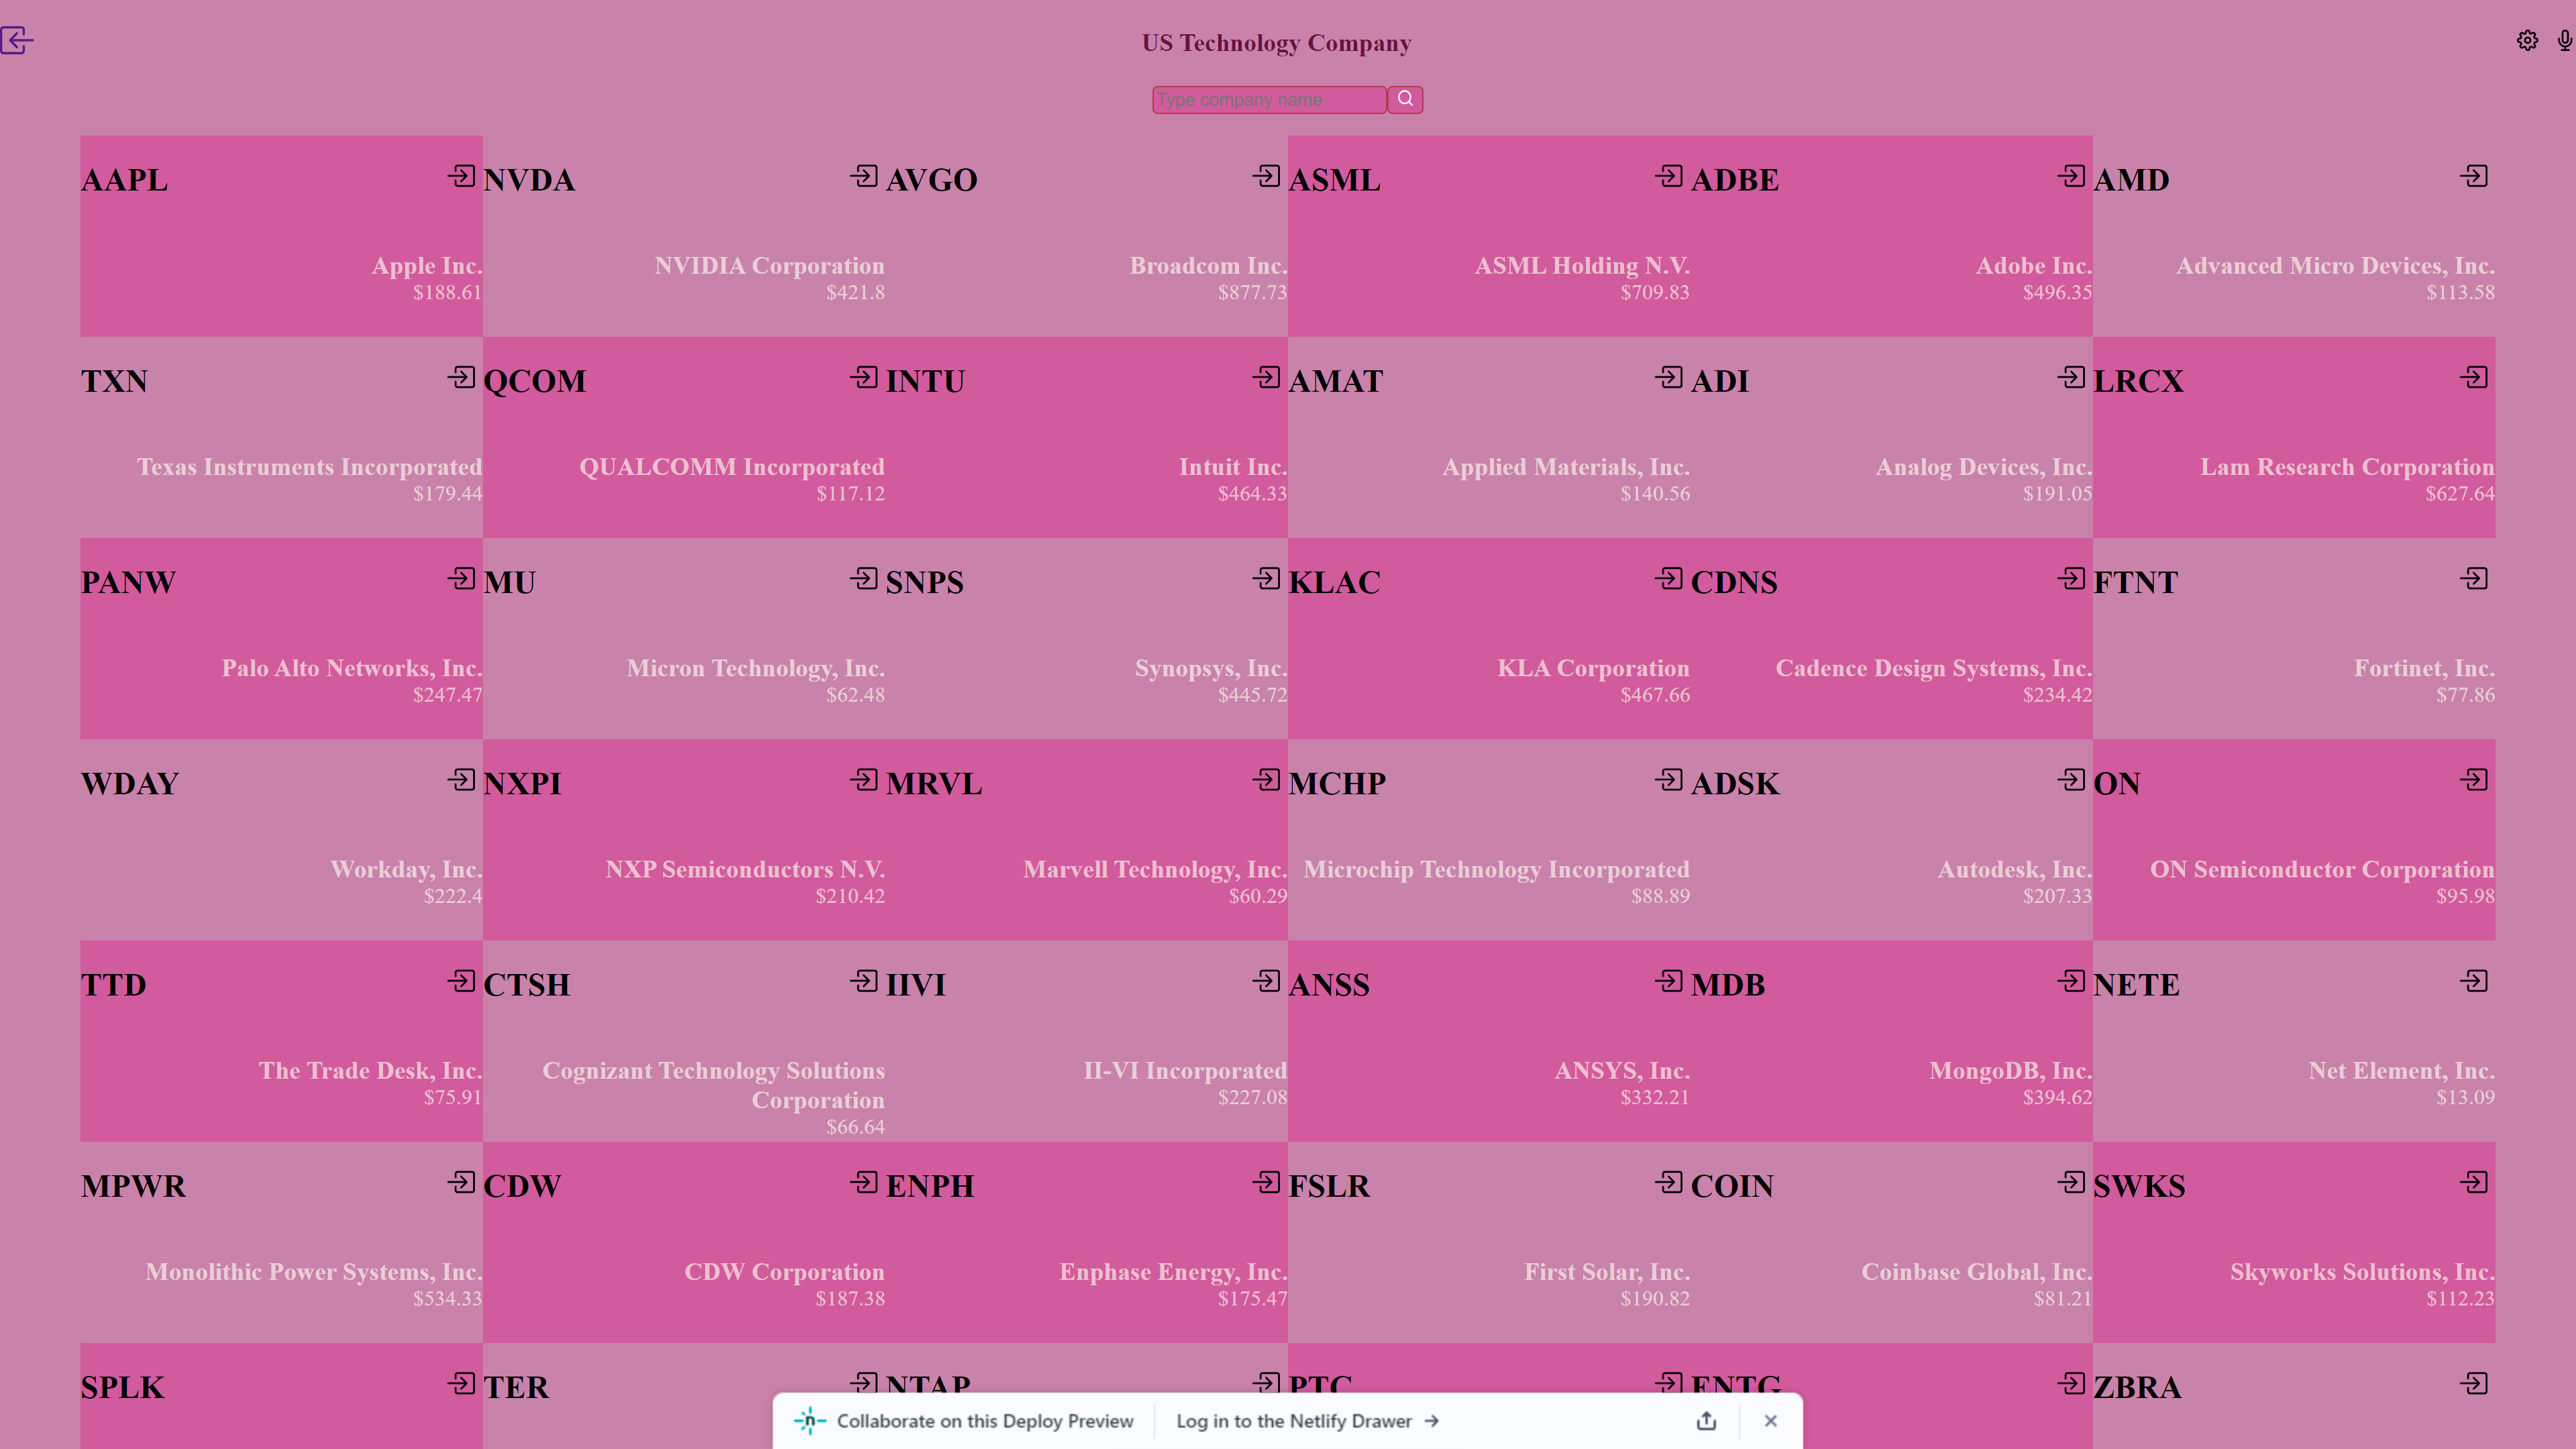 US Technology Company
Type company name
AAPL
Apple Inc.
$188.61
NVDA
NVIDIA Corporation
$421.8
AVGO
Broadcom Inc.
$877.73
ASML
ASML Holding N.V.
$709.83
ADBE
Adobe Inc.
$496.35
AMD
Advanced Micro Devices, Inc.
$113.58
TXN
Texas Instruments Incorporated
$179.44
QCOM
QUALCOMM Incorporated
$117.12
INTU
Intuit Inc.
$464.33
AMAT
Applied Materials, Inc.
$140.56
ADI
Analog Devices, Inc.
$191.05
LRCX
Lam Research Corporation
$627.64
PANW
Palo Alto Networks, Inc.
$247.47
MU
Micron Technology, Inc.
$62.48
SNPS
Synopsys, Inc.
$445.72
KLAC
KLA Corporation
$467.66
CDNS
Cadence Design Systems, Inc.
$234.42
FTNT
Fortinet, Inc.
$77.86
WDAY
Workday, Inc.
$222.4
NXPI
NXP Semiconductors N.V.
$210.42
MRVL
Marvell Technology, Inc.
$60.29
MCHP
Microchip Technology Incorporated
$88.89
ADSK
Autodesk, Inc.
$207.33
ON
ON Semiconductor Corporation
$95.98
TTD
The Trade Desk, Inc.
$75.91
CTSH
Cognizant Technology Solutions
Corporation
$66.64
IIVI
II-VI Incorporated
$227.08
ANSS
ANSYS, Inc.
$332.21
MDB
MongoDB, Inc.
$394.62
NETE
Net Element, Inc.
$13.09
MPWR
Monolithic Power Systems, Inc.
$534.33
CDW
CDW Corporation
$187.38
ENPH
Enphase Energy, Inc.
$175.47
FSLR
First Solar, Inc.
$190.82
COIN
Coinbase Global, Inc.
$81.21
SWKS
Skyworks Solutions, Inc.
$112.23
SPLK
TER
NTAP
PTC
ENTG
ZBRA
Collaborate on this Deploy Preview
Log in to the Netlify Drawer